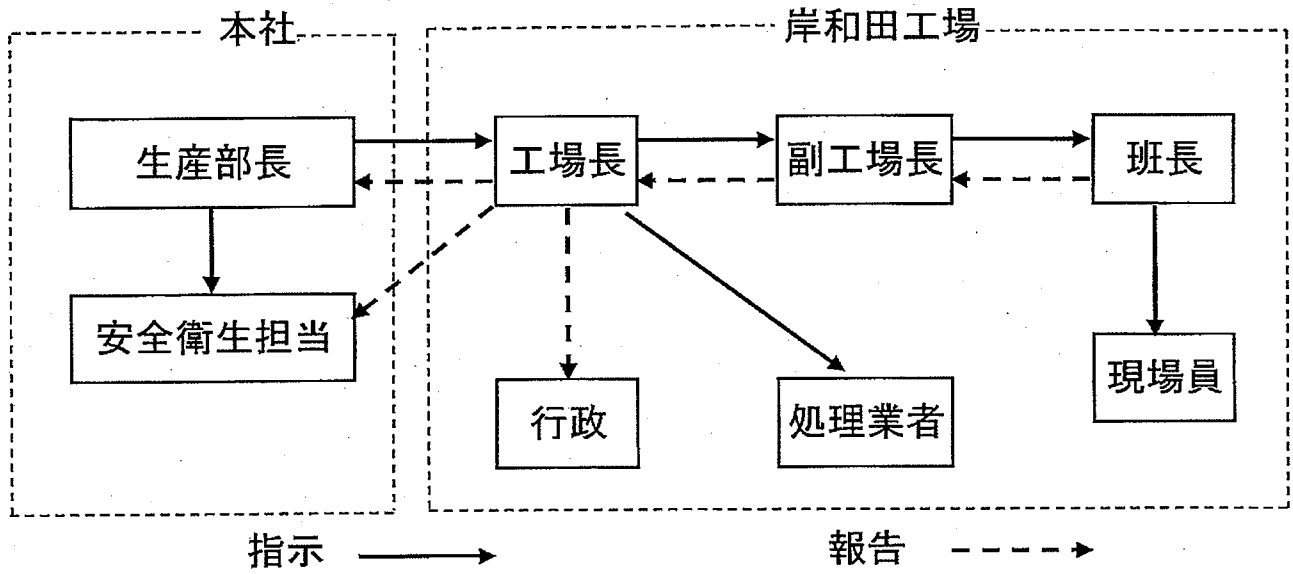 本社
岸和田工場
生産部長
工場長
副工場長
班長
安全衛生担当
行政
処理業者
現場員
指示
報告